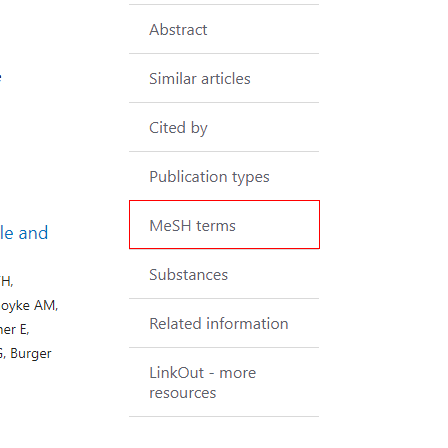 Abstract
Similar articles
Cited by
Publication types
MeSH terms
le and
Substances
H,
oyke AM,
Related information
ner E,
G, Burger
LinkOut - more
resources